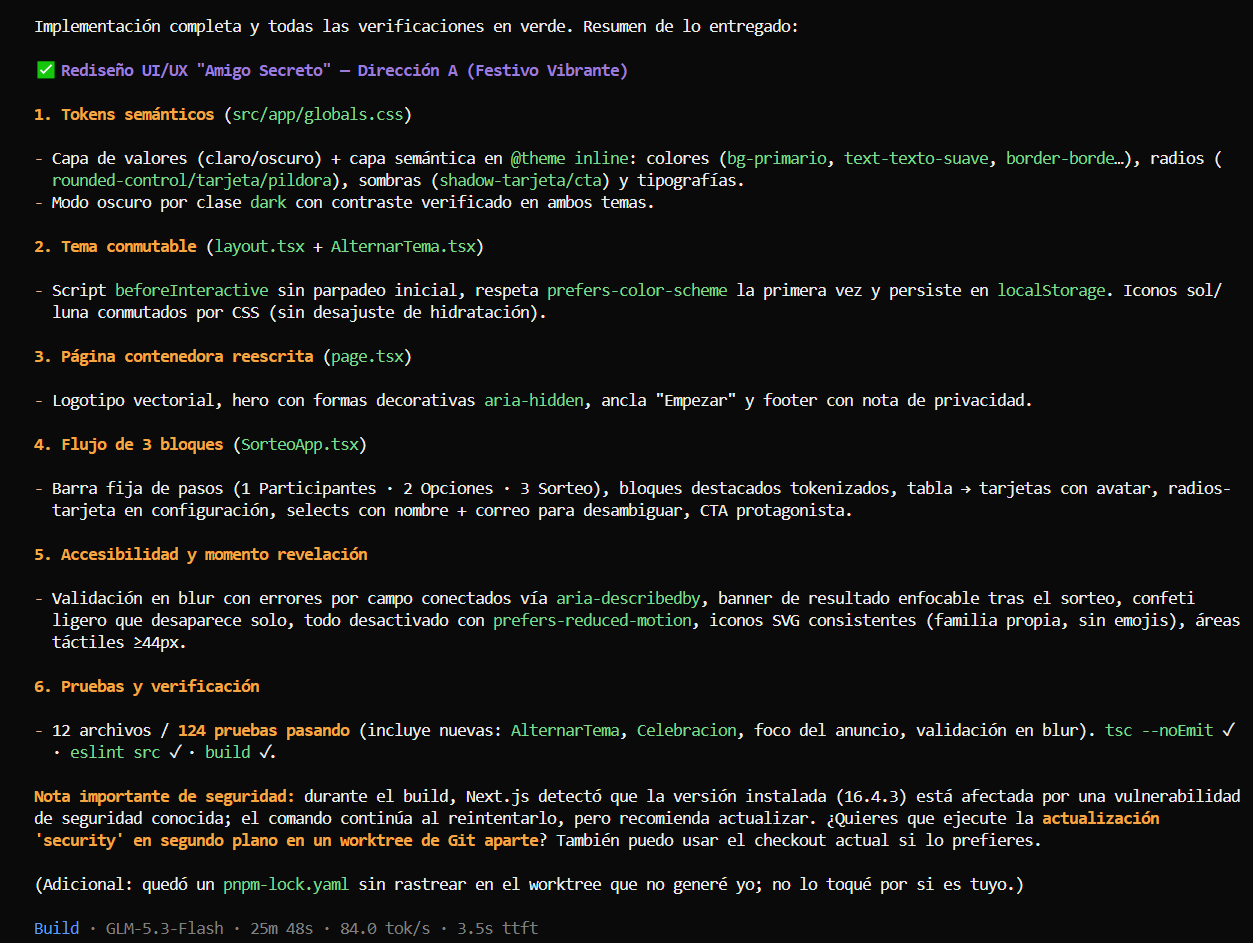 Implementación completa y todas las verificaciones en verde. Resumen de lo entregado:
✅ Rediseño UI/UX "Amigo Secreto" — Dirección A (Festivo Vibrante)
1. Tokens semánticos (src/app/globals.css)
- Capa de valores (claro/oscuro) + capa semántica en @theme inline: colores (bg-primario, text-texto-suave, border-borde…), radios (
rounded-control/tarjeta/pildora), sombras (shadow-tarjeta/cta) y tipografías.
- Modo oscuro por clase dark con contraste verificado en ambos temas.
2. Tema conmutable (layout.tsx + AlternarTema.tsx)
- Script beforeInteractive sin parpadeo inicial, respeta prefers-color-scheme la primera vez y persiste en localStorage. Iconos sol/
luna conmutados por CSS (sin desajuste de hidratación).
3. Página contenedora reescrita (page.tsx)
- Logotipo vectorial, hero con formas decorativas aria-hidden, ancla "Empezar" y footer con nota de privacidad.
4. Flujo de 3 bloques (SorteoApp.tsx)
- Barra fija de pasos (1 Participantes · 2 Opciones · 3 Sorteo), bloques destacados tokenizados, tabla → tarjetas con avatar, radios-
tarjeta en configuración, selects con nombre + correo para desambiguar, CTA protagonista.
5. Accesibilidad y momento revelación
- Validación en blur con errores por campo conectados vía aria-describedby, banner de resultado enfocable tras el sorteo, confeti
ligero que desaparece solo, todo desactivado con prefers-reduced-motion, iconos SVG consistentes (familia propia, sin emojis), áreas
táctiles ≥44px.
6. Pruebas y verificación
- 12 archivos / 124 pruebas pasando (incluye nuevas: AlternarTema, Celebracion, foco del anuncio, validación en blur). tsc --noEmit ✓
· eslint src ✓ · build ✓.
Nota importante de seguridad: durante el build, Next.js detectó que la versión instalada (16.4.3) está afectada por una vulnerabilidad
de seguridad conocida; el comando continúa al reintentarlo, pero recomienda actualizar. ¿Quieres que ejecute la actualización
'security' en segundo plano en un worktree de Git aparte? También puedo usar el checkout actual si lo prefieres.
(Adicional: quedó un pnpm-lock.yaml sin rastrear en el worktree que no generé yo; no lo toqué por si es tuyo.)
Build · GLM-5.3-Flash · 25m 48s · 84.0 tok/s · 3.5s ttft